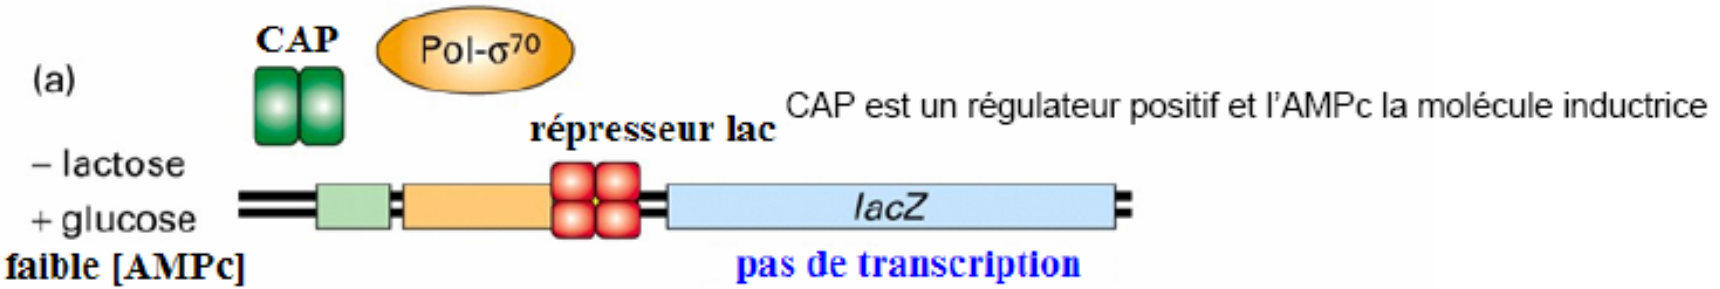 CAP
Pol-σ70
(a)
CAP est un régulateur positif et l'AMPc la molécule inductrice
répresseur lac
– lactose
+ glucose
lacZ
faible [AMPc]
pas de transcription